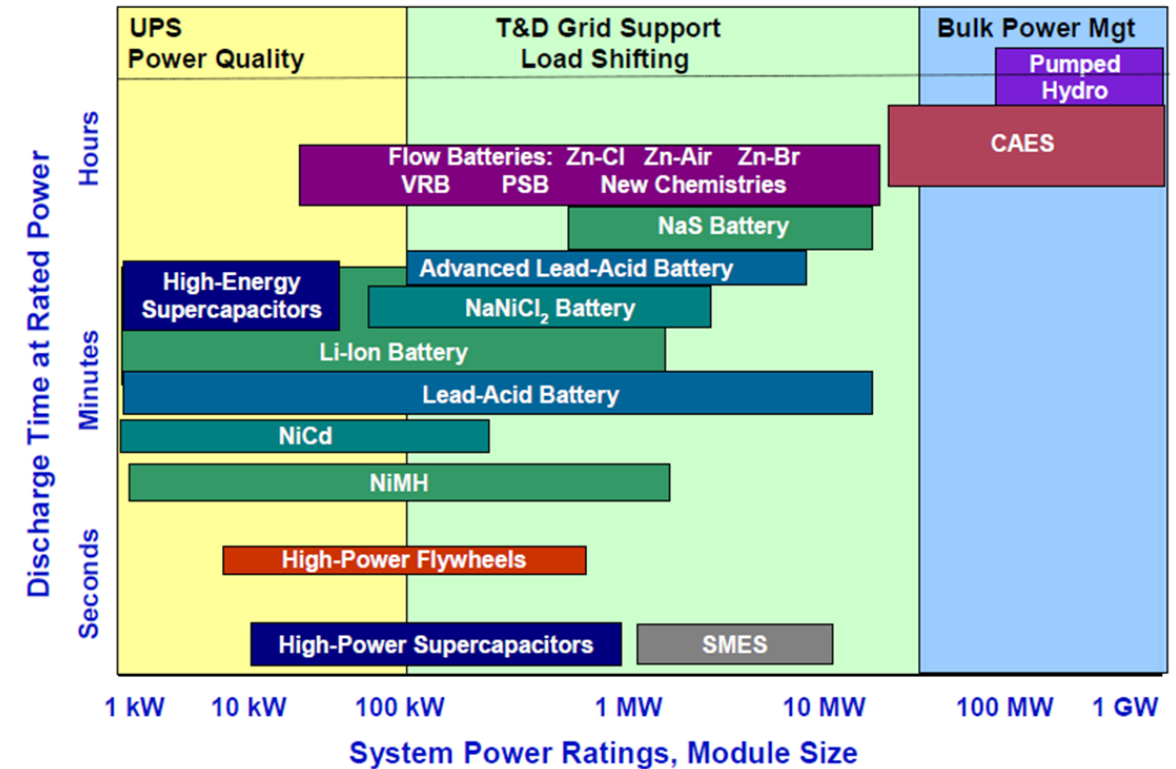 UPS
Power Quality
T&D Grid Support
Load Shifting
Bulk Power Mgt
Pumped
Hydro
CAES
Flow Batteries: Zn-Cl Zn-Air Zn-Br
VRB PSB New Chemistries
NaS Battery
Advanced Lead-Acid Battery
High-Energy
Supercapacitors
NaNiCl₂ Battery
Li-Ion Battery
Lead-Acid Battery
NiCd
NiMH
High-Power Flywheels
High-Power Supercapacitors
SMES
Discharge Time at Rated Power
Hours
Minutes
Seconds
1 kW 10 kW 100 kW 1 MW 10 MW 100 MW 1 GW
System Power Ratings, Module Size